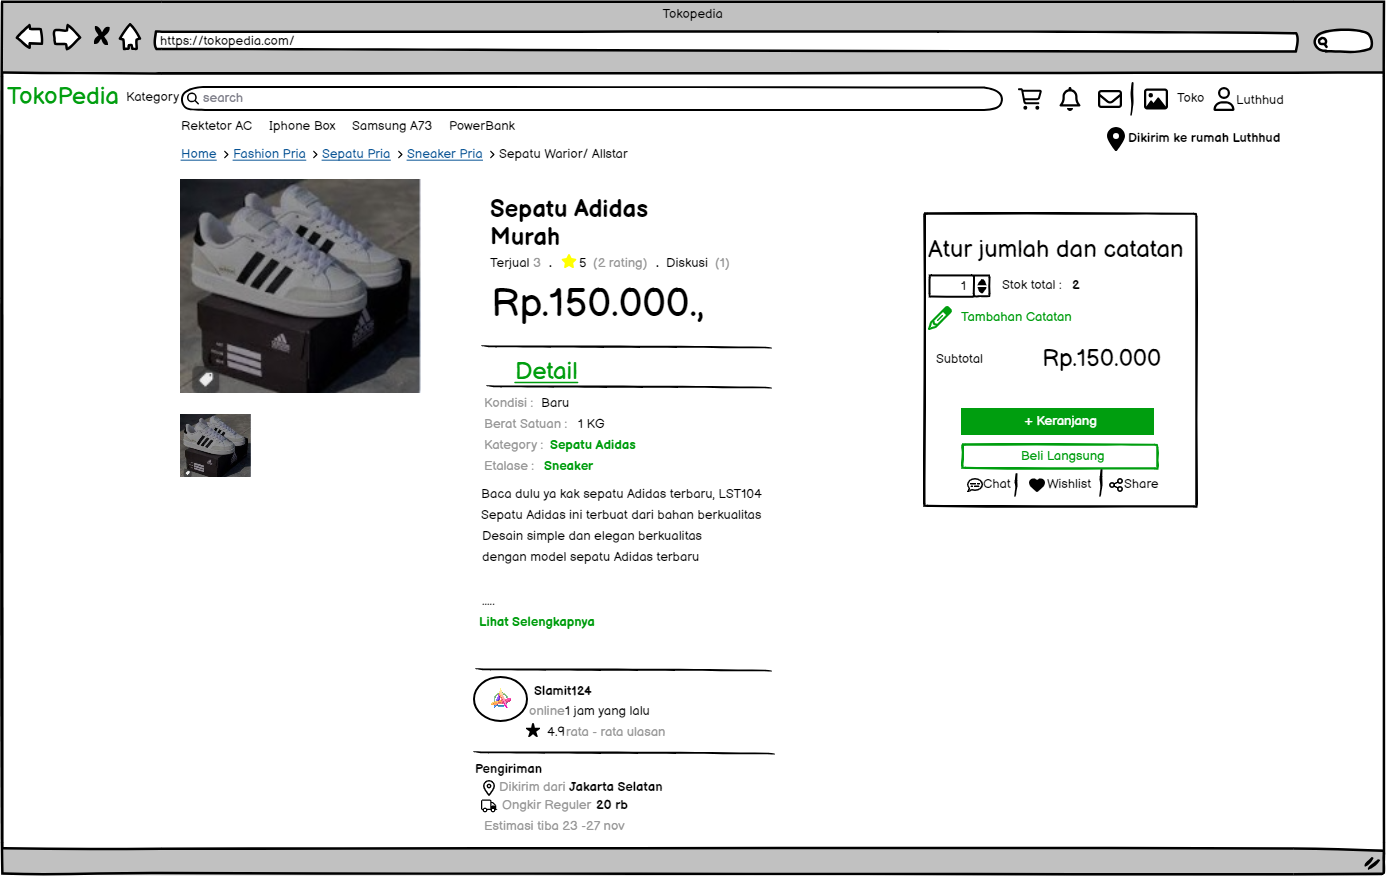 Tokopedia
https://tokopedia.com/
TokoPedia Kategory search Toko Luthhud
Rektetor AC Iphone Box Samsung A73 PowerBank
Dikirim ke rumah Luthhud
Home > Fashion Pria > Sepatu Pria > Sneaker Pria > Sepatu Warior/ Allstar
Sepatu Adidas
Murah
Terjual 3 . 5 (2 rating) . Diskusi (1)
Rp.150.000.,
Detail
Kondisi : Baru
Berat Satuan : 1 KG
Kategory : Sepatu Adidas
Etalase : Sneaker
Baca dulu ya kak sepatu Adidas terbaru, LST104
Sepatu Adidas ini terbuat dari bahan berkualitas
Desain simple dan elegan berkualitas
dengan model sepatu Adidas terbaru
.....
Lihat Selengkapnya
Slamit124
online1 jam yang lalu
4.9rata - rata ulasan
Pengiriman
Dikirim dari Jakarta Selatan
Ongkir Reguler 20 rb
Estimasi tiba 23 -27 nov
Atur jumlah dan catatan
1 Stok total : 2
Tambahan Catatan
Subtotal Rp.150.000
+ Keranjang
Beli Langsung
Chat Wishlist Share
adidas